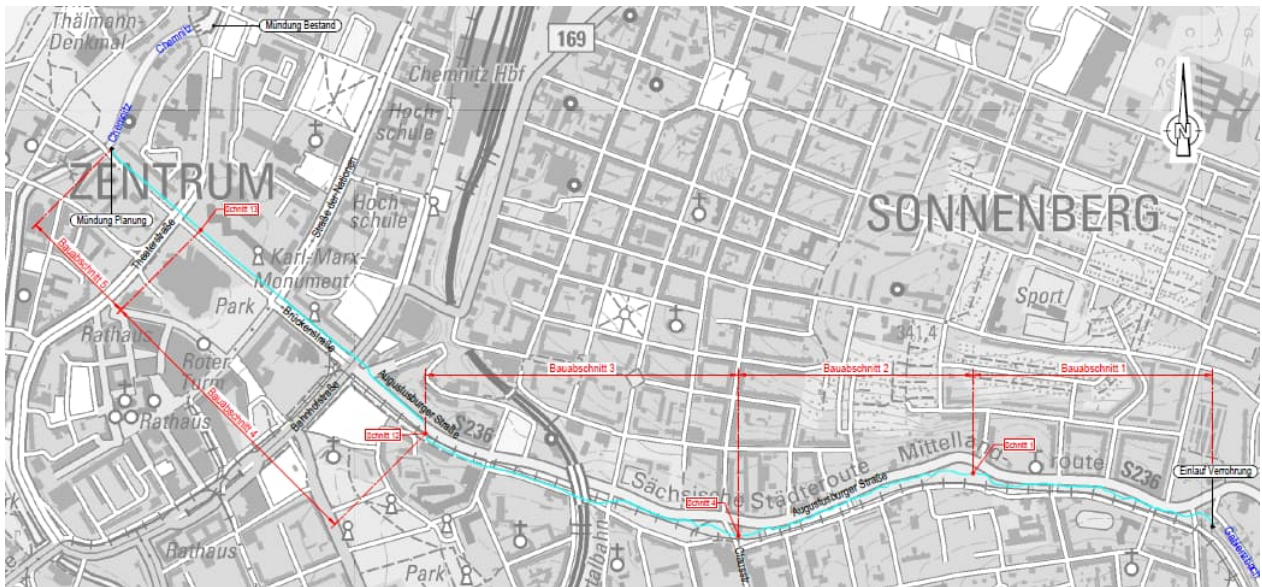 Thälmann-
Denkmal
Chemnitz
Mündung Bestand
169
Chemnitz Hbf
Hoch-
schule
Chemnitz
ZENTRUM
Mündung Planung
Schnitt 13
Straße der Nationen
Hoch-
schule
N
SONNENBERG
Theaterstraße
Bauabschnitt 5
Karl-Marx-
Monument
Park
Brückenstraße
Sport
341,4
Rathaus
Roter
Turm
Bauabschnitt 3
Bauabschnitt 2
Bauabschnitt 1
Augustusburger Straße
Bahnhofstraße
Rathaus
Bauabschnitt 4
Schnitt 12
S236
Schnitt 1
Mittelland
route
S236
Einlauf Verrohrung
Sächsische Städteroute
Augustusburger Straße
Schnitt 4
Clausstr.
Gablenzbach
Rathaus
Park